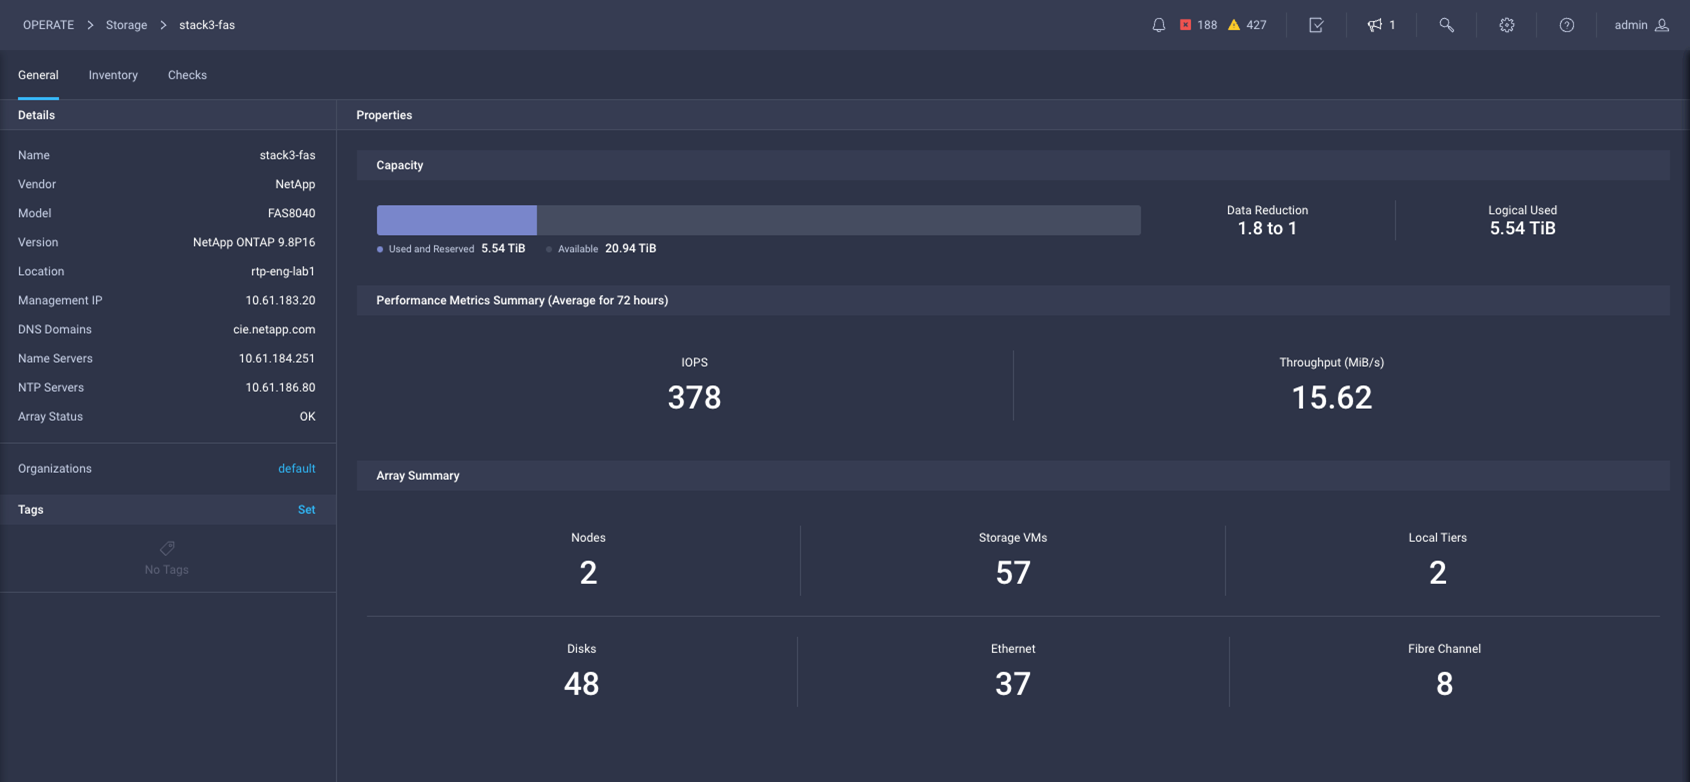 OPERATE > Storage > stack3-fas
188 427
1
admin
General Inventory Checks
Details
Name stack3-fas
Vendor NetApp
Model FAS8040
Version NetApp ONTAP 9.8P16
Location rtp-eng-lab1
Management IP 10.61.183.20
DNS Domains cie.netapp.com
Name Servers 10.61.184.251
NTP Servers 10.61.186.80
Array Status OK
Organizations default
Tags Set
No Tags
Properties
Capacity
Used and Reserved 5.54 TiB Available 20.94 TiB
Data Reduction
1.8 to 1
Logical Used
5.54 TiB
Performance Metrics Summary (Average for 72 hours)
IOPS
378
Throughput (MiB/s)
15.62
Array Summary
Nodes
2
Storage VMs
57
Local Tiers
2
Disks
48
Ethernet
37
Fibre Channel
8